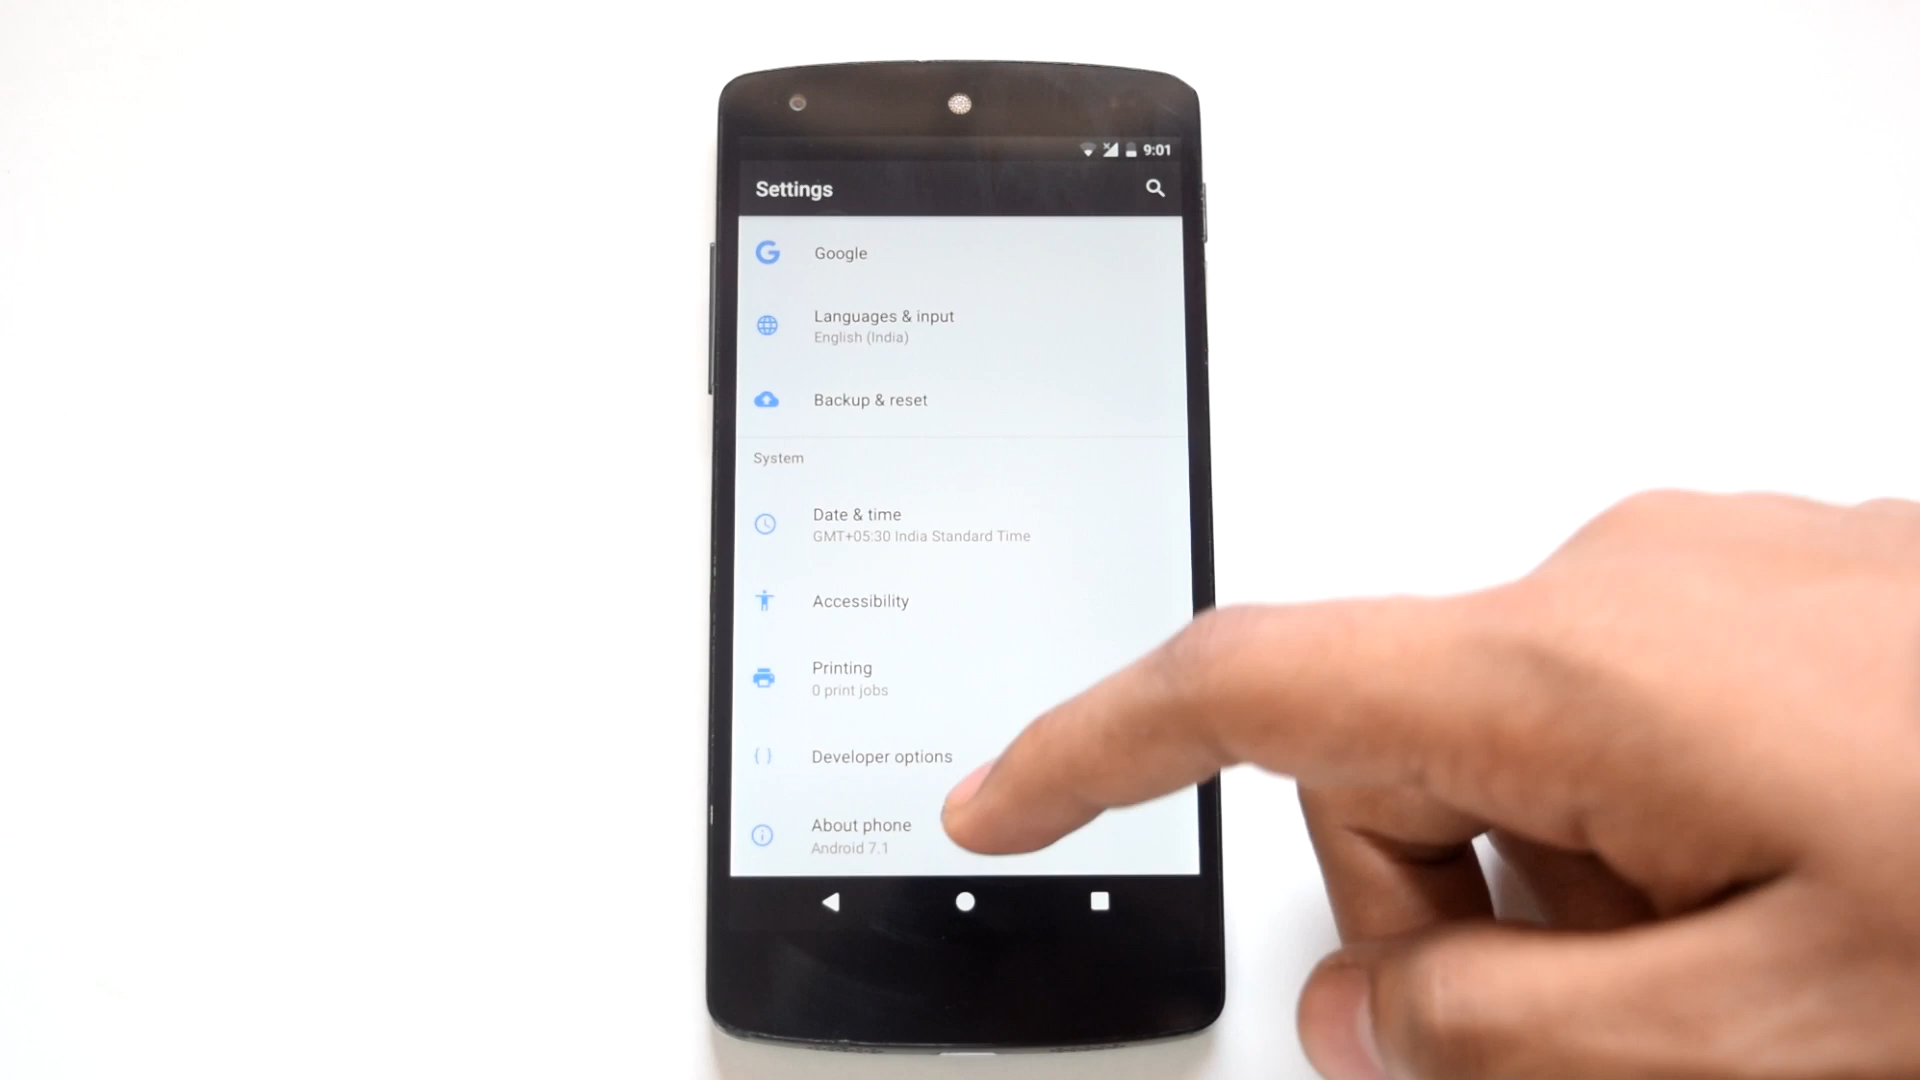 9:01
Settings
Google
Languages & input
English (India)
Backup & reset
System
Date & time
GMT+05:30 India Standard Time
Accessibility
Printing
0 print jobs
Developer options
About phone
Android 7.1